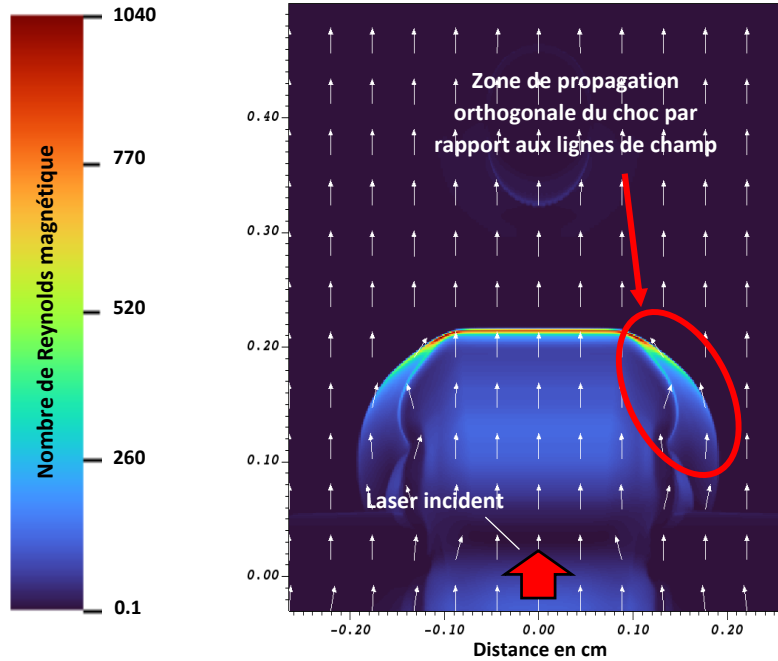 Nombre de Reynolds magnétique
1040
770
520
260
0.1
Zone de propagation
orthogonale du choc par
rapport aux lignes de champ
Laser incident
0.40
0.30
0.20
0.10
0.00
-0.20
-0.10
0.00
0.10
0.20
Distance en cm